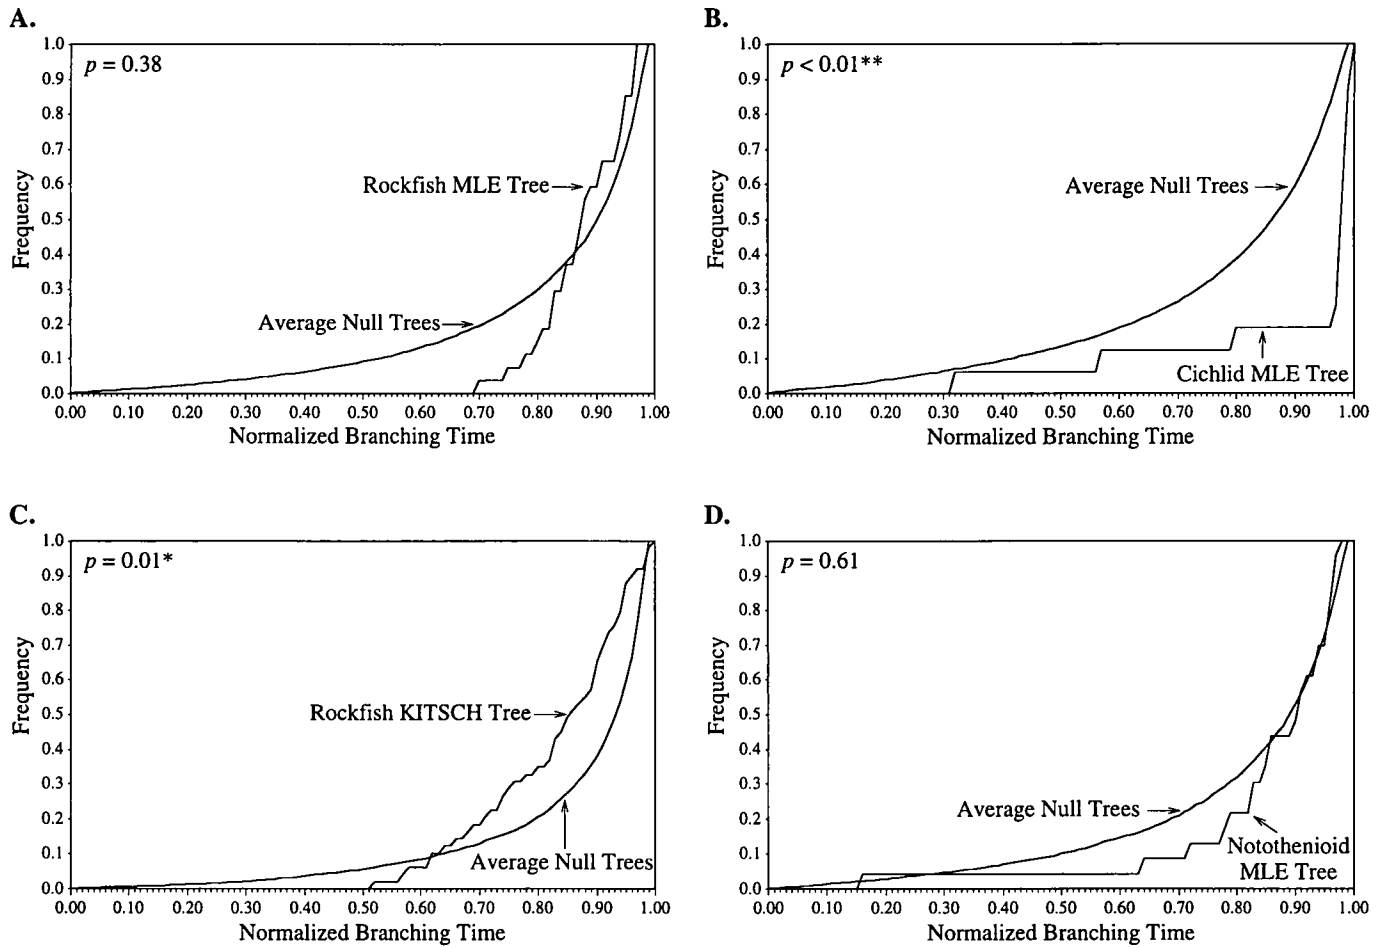 A.
p = 0.38
1.0
0.9
0.8
0.7
0.6
0.5
0.4
0.3
0.2
0.1
0.0
Frequency
Rockfish MLE Tree
Average Null Trees
0.00 0.10 0.20 0.30 0.40 0.50 0.60 0.70 0.80 0.90 1.00
Normalized Branching Time
B.
p < 0.01**
1.0
0.9
0.8
0.7
0.6
0.5
0.4
0.3
0.2
0.1
0.0
Frequency
Average Null Trees
Cichlid MLE Tree
0.00 0.10 0.20 0.30 0.40 0.50 0.60 0.70 0.80 0.90 1.00
Normalized Branching Time
C.
p = 0.01*
1.0
0.9
0.8
0.7
0.6
0.5
0.4
0.3
0.2
0.1
0.0
Frequency
Rockfish KITSCH Tree
Average Null Trees
0.00 0.10 0.20 0.30 0.40 0.50 0.60 0.70 0.80 0.90 1.00
Normalized Branching Time
D.
p = 0.61
1.0
0.9
0.8
0.7
0.6
0.5
0.4
0.3
0.2
0.1
0.0
Frequency
Average Null Trees
Notothenioid
MLE Tree
0.00 0.10 0.20 0.30 0.40 0.50 0.60 0.70 0.80 0.90 1.00
Normalized Branching Time